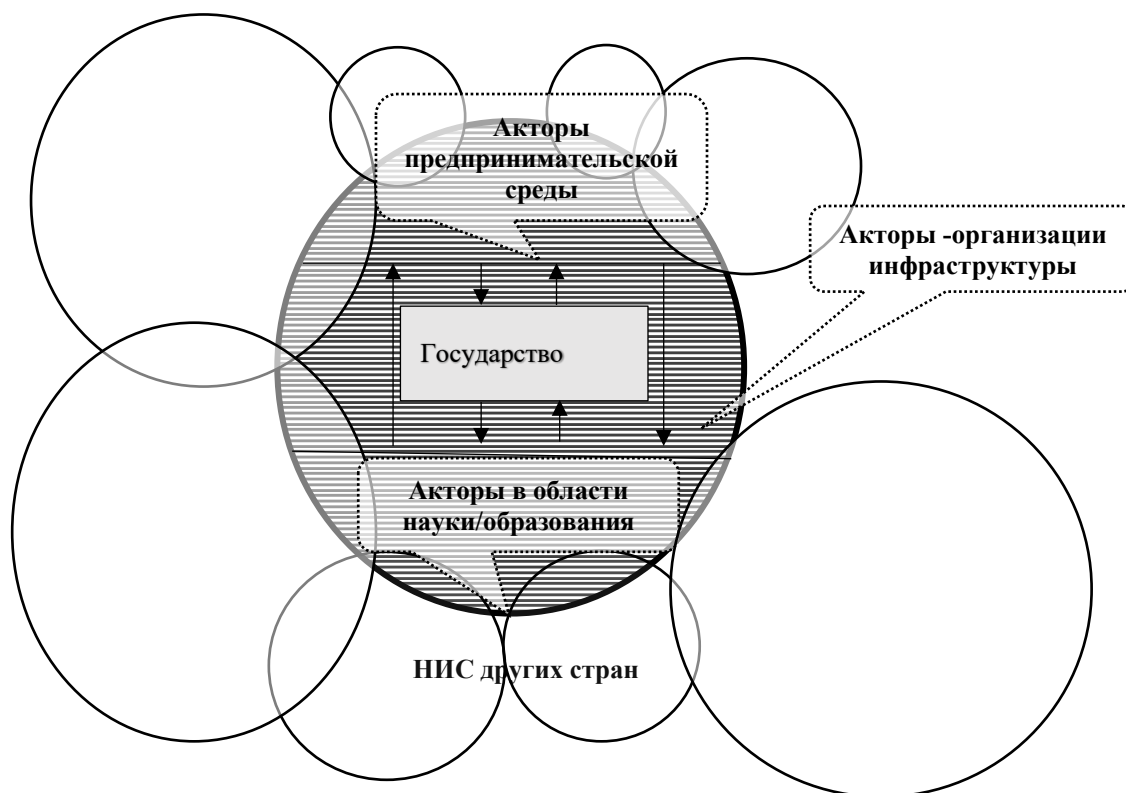 Акторы
предпринимательской
среды
Акторы -организации
инфраструктуры
Государство
Акторы в области
науки/образования
НИС других стран